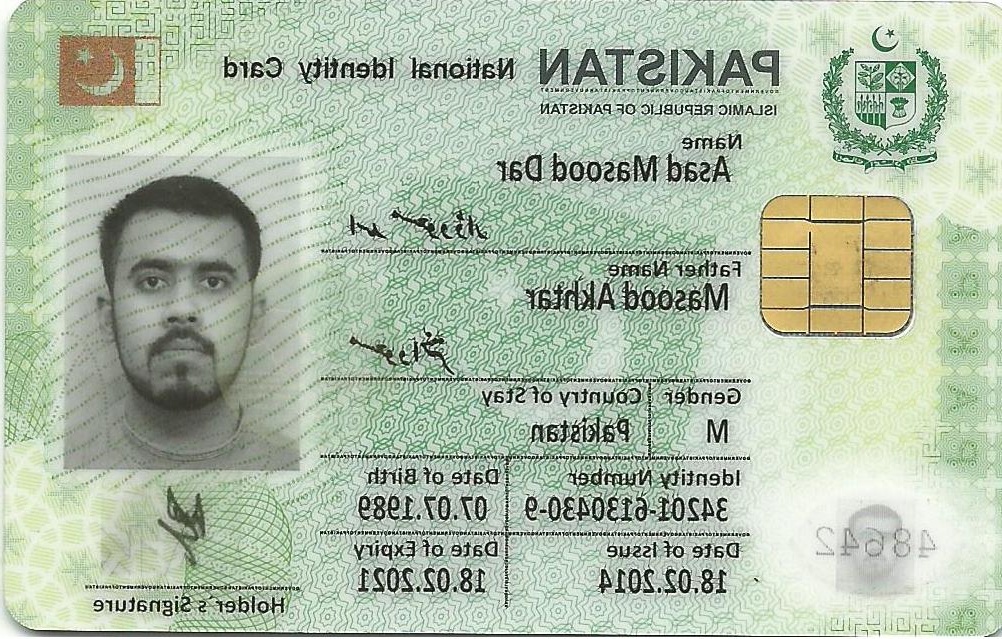 PAKISTAN National Identity Card
ISLAMIC REPUBLIC OF PAKISTAN
Name
Asad Masood Dar
Father Name
Masood Akhtar
Gender Country of Stay
M Pakistan
Identity Number Date of Birth
34201-6130430-9 07.07.1989
Date of Issue Date of Expiry
18.02.2014 18.02.2021
48642
Holder's Signature